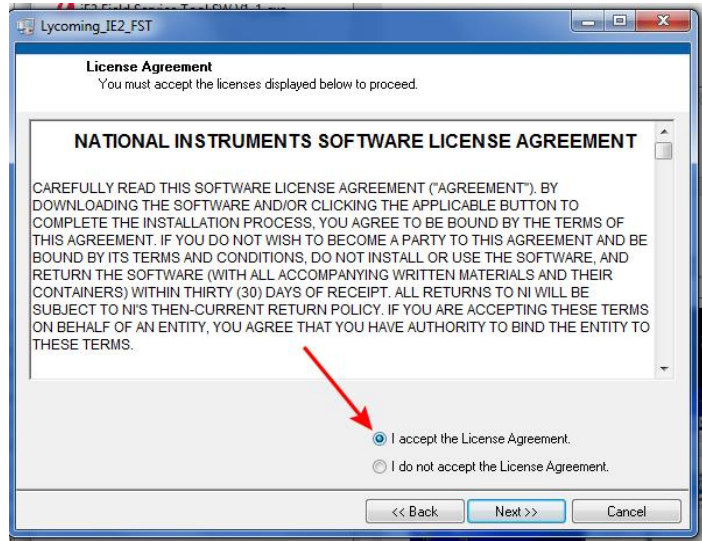 iE2 Field Service Tool SW V1_1.exe
Lycoming_IE2_FST
License Agreement
You must accept the licenses displayed below to proceed.
NATIONAL INSTRUMENTS SOFTWARE LICENSE AGREEMENT
CAREFULLY READ THIS SOFTWARE LICENSE AGREEMENT ("AGREEMENT"). BY
DOWNLOADING THE SOFTWARE AND/OR CLICKING THE APPLICABLE BUTTON TO
COMPLETE THE INSTALLATION PROCESS, YOU AGREE TO BE BOUND BY THE TERMS OF
THIS AGREEMENT. IF YOU DO NOT WISH TO BECOME A PARTY TO THIS AGREEMENT AND BE
BOUND BY ITS TERMS AND CONDITIONS, DO NOT INSTALL OR USE THE SOFTWARE, AND
RETURN THE SOFTWARE (WITH ALL ACCOMPANYING WRITTEN MATERIALS AND THEIR
CONTAINERS) WITHIN THIRTY (30) DAYS OF RECEIPT. ALL RETURNS TO NI WILL BE
SUBJECT TO NI'S THEN-CURRENT RETURN POLICY. IF YOU ARE ACCEPTING THESE TERMS
ON BEHALF OF AN ENTITY, YOU AGREE THAT YOU HAVE AUTHORITY TO BIND THE ENTITY TO
THESE TERMS.
I accept the License Agreement.
I do not accept the License Agreement.
<< Back Next >> Cancel